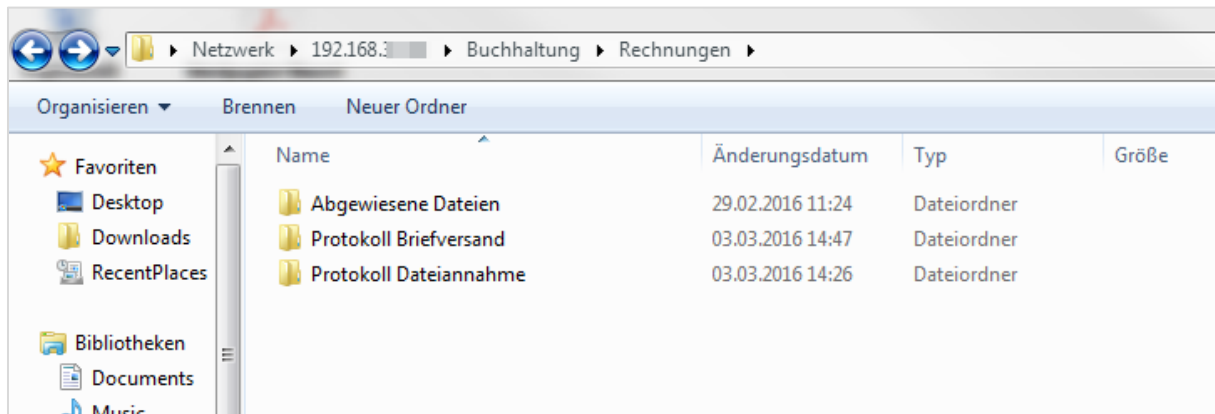 Netzwerk 192.168. Buchhaltung Rechnungen
Organisieren Brennen Neuer Ordner
Name Änderungsdatum Typ Größe
Favoriten
Desktop
Downloads
RecentPlaces
Bibliotheken
Documents
Music
Abgewiesene Dateien 29.02.2016 11:24 Dateiordner
Protokoll Briefversand 03.03.2016 14:47 Dateiordner
Protokoll Dateiannahme 03.03.2016 14:26 Dateiordner